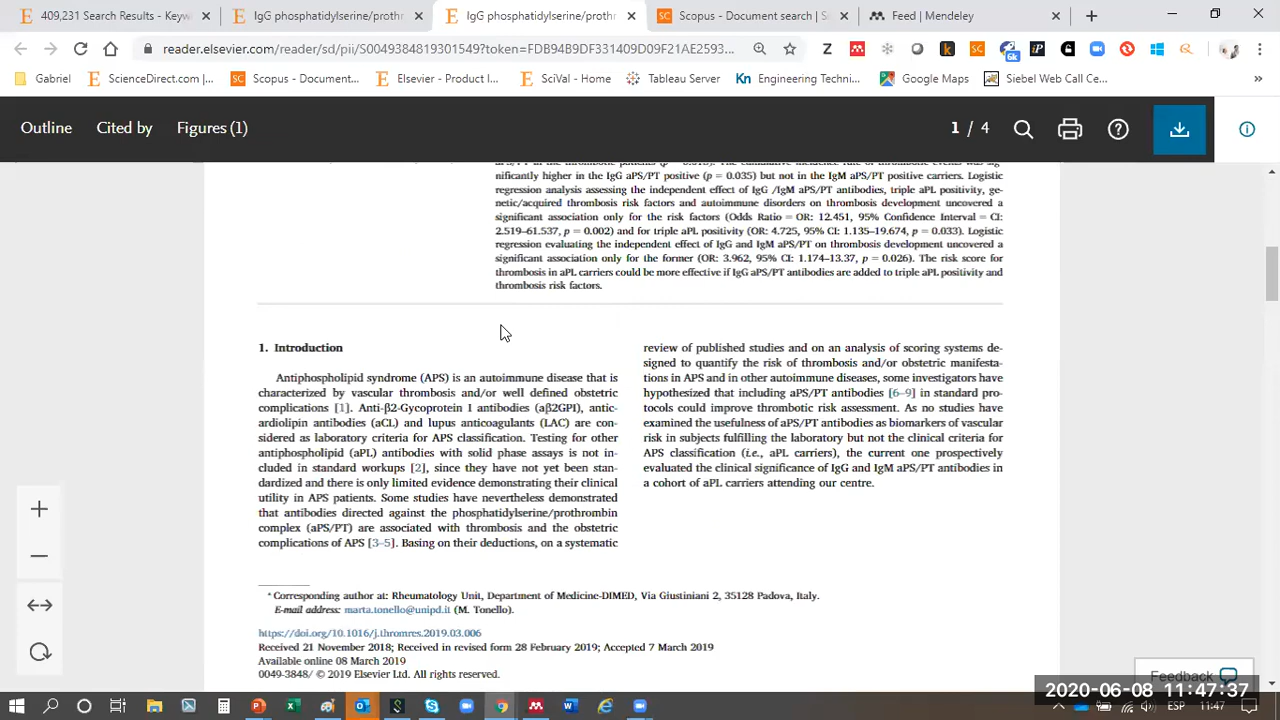 409,231 Search Results - Keyw
IgG phosphatidylserine/prothro
IgG phosphatidylserine/prothr
Scopus - Document search | S
Feed | Mendeley
reader.elsevier.com/reader/sd/pii/S0049384819301549?token=FDB94B9DF331409D09F21AE2593...
6k
Gabriel
ScienceDirect.com |...
Scopus - Document...
Elsevier - Product I...
SciVal - Home
Tableau Server
Kn Engineering Techn...
Google Maps
Siebel Web Call Ce...
Outline
Cited by
Figures (1)
1 / 4
nificantly higher in the IgG aPS/PT positive (p = 0.035) but not in the IgM aPS/PT positive carriers. Logistic
regression analysis assessing the independent effect of IgG /IgM aPS/PT antibodies, triple aPL positivity, ge-
netic/acquired thrombosis risk factors and autoimmune disorders on thrombosis development uncovered a
significant association only for the risk factors (Odds Ratio = OR: 12.451, 95% Confidence Interval = CI:
2.519–61.537, p = 0.002) and for triple aPL positivity (OR: 4.725, 95% CI: 1.135–19.674, p = 0.033). Logistic
regression evaluating the independent effect of IgG and IgM aPS/PT on thrombosis development uncovered a
significant association only for the former (OR: 3.962, 95% CI: 1.174–13.37, p = 0.026). The risk score for
thrombosis in aPL carriers could be more effective if IgG aPS/PT antibodies are added to triple aPL positivity and
thrombosis risk factors.
1. Introduction
Antiphospholipid syndrome (APS) is an autoimmune disease that is
characterized by vascular thrombosis and/or well defined obstetric
complications [1]. Anti-β2-Gycoprotein I antibodies (aβ2GPI), antic-
ardiolipin antibodies (aCL) and lupus anticoagulants (LAC) are con-
sidered as laboratory criteria for APS classification. Testing for other
antiphospholipid (aPL) antibodies with solid phase assays is not in-
cluded in standard workups [2], since they have not yet been stan-
dardized and there is only limited evidence demonstrating their clinical
utility in APS patients. Some studies have nevertheless demonstrated
that antibodies directed against the phosphatidylserine/prothrombin
complex (aPS/PT) are associated with thrombosis and the obstetric
complications of APS [3–5]. Basing on their deductions, on a systematic
review of published studies and on an analysis of scoring systems de-
signed to quantify the risk of thrombosis and/or obstetric manifesta-
tions in APS and in other autoimmune diseases, some investigators have
hypothesized that including aPS/PT antibodies [6–9] in standard pro-
tocols could improve thrombotic risk assessment. As no studies have
examined the usefulness of aPS/PT antibodies as biomarkers of vascular
risk in subjects fulfilling the laboratory but not the clinical criteria for
APS classification (i.e., aPL carriers), the current one prospectively
evaluated the clinical significance of IgG and IgM aPS/PT antibodies in
a cohort of aPL carriers attending our centre.
* Corresponding author at: Rheumatology Unit, Department of Medicine-DIMED, Via Giustiniani 2, 35128 Padova, Italy.
E-mail address: marta.tonello@unipd.it (M. Tonello).
https://doi.org/10.1016/j.thromres.2019.03.006
Received 21 November 2018; Received in revised form 28 February 2019; Accepted 7 March 2019
Available online 08 March 2019
0049-3848/ © 2019 Elsevier Ltd. All rights reserved.
Feedback
2020-06-08 11:47:37
ESP
11:47